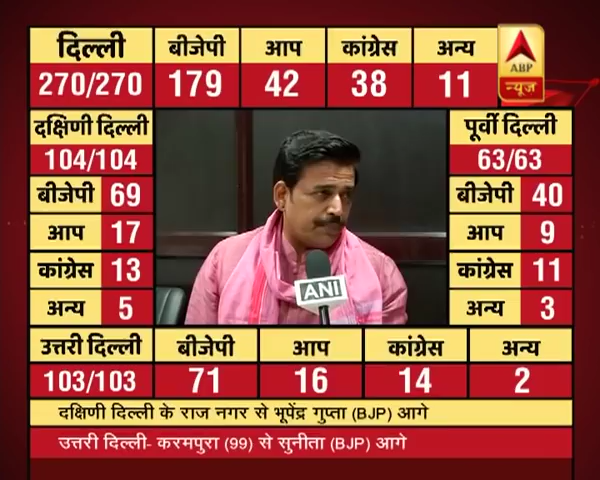 दिल्ली बीजेपी आप कांग्रेस अन्य
270/270 179 42 38 11
ABP
न्यूज़
दक्षिणी दिल्ली
104/104
बीजेपी 69
आप 17
कांग्रेस 13
अन्य 5
ANI
पूर्वी दिल्ली
63/63
बीजेपी 40
आप 9
कांग्रेस 11
अन्य 3
उत्तरी दिल्ली बीजेपी आप कांग्रेस अन्य
103/103 71 16 14 2
दक्षिणी दिल्ली के राज नगर से भूपेंद्र गुप्ता (BJP) आगे
उत्तरी दिल्ली- करमपुरा (99) से सुनीता (BJP) आगे